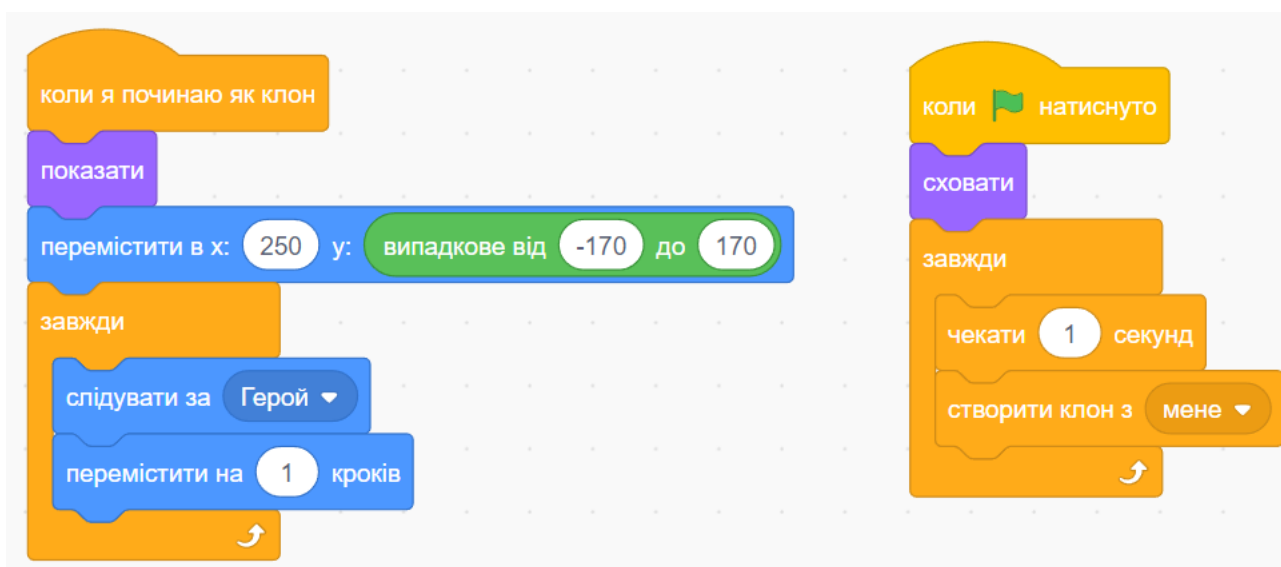 коли я починаю як клон
показати
перемістити в x: 250 y: випадкове від -170 до 170
завжди
слідувати за Герой
перемістити на 1 кроків
коли натиснуто
сховати
завжди
чекати 1 секунд
створити клон з мене